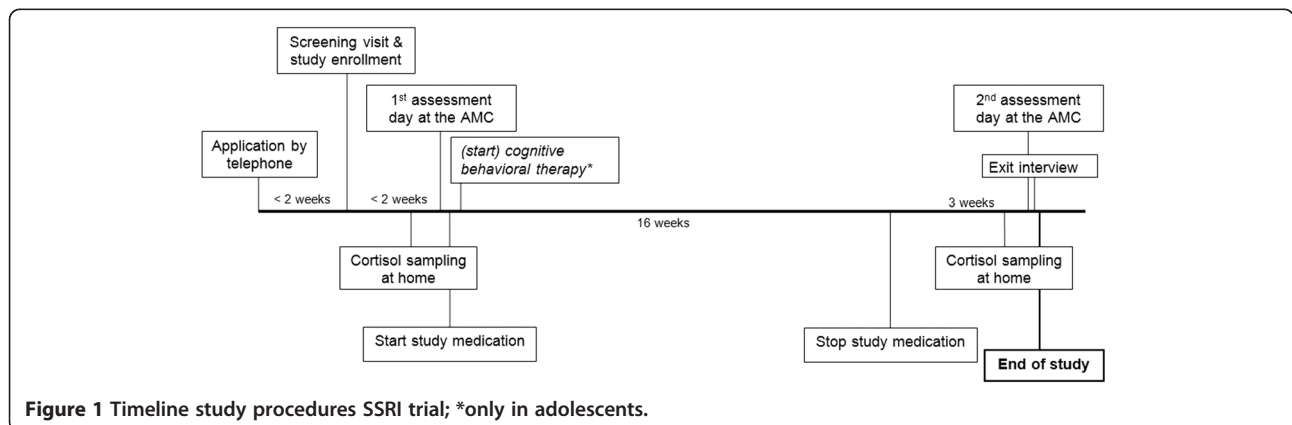 Screening visit &
study enrollment
1st assessment
day at the AMC
2nd assessment
day at the AMC
Application by
telephone
(start) cognitive
behavioral therapy*
Exit interview
< 2 weeks
< 2 weeks
16 weeks
3 weeks
Cortisol sampling
at home
Cortisol sampling
at home
Start study medication
Stop study medication
End of study
Figure 1 Timeline study procedures SSRI trial; *only in adolescents.